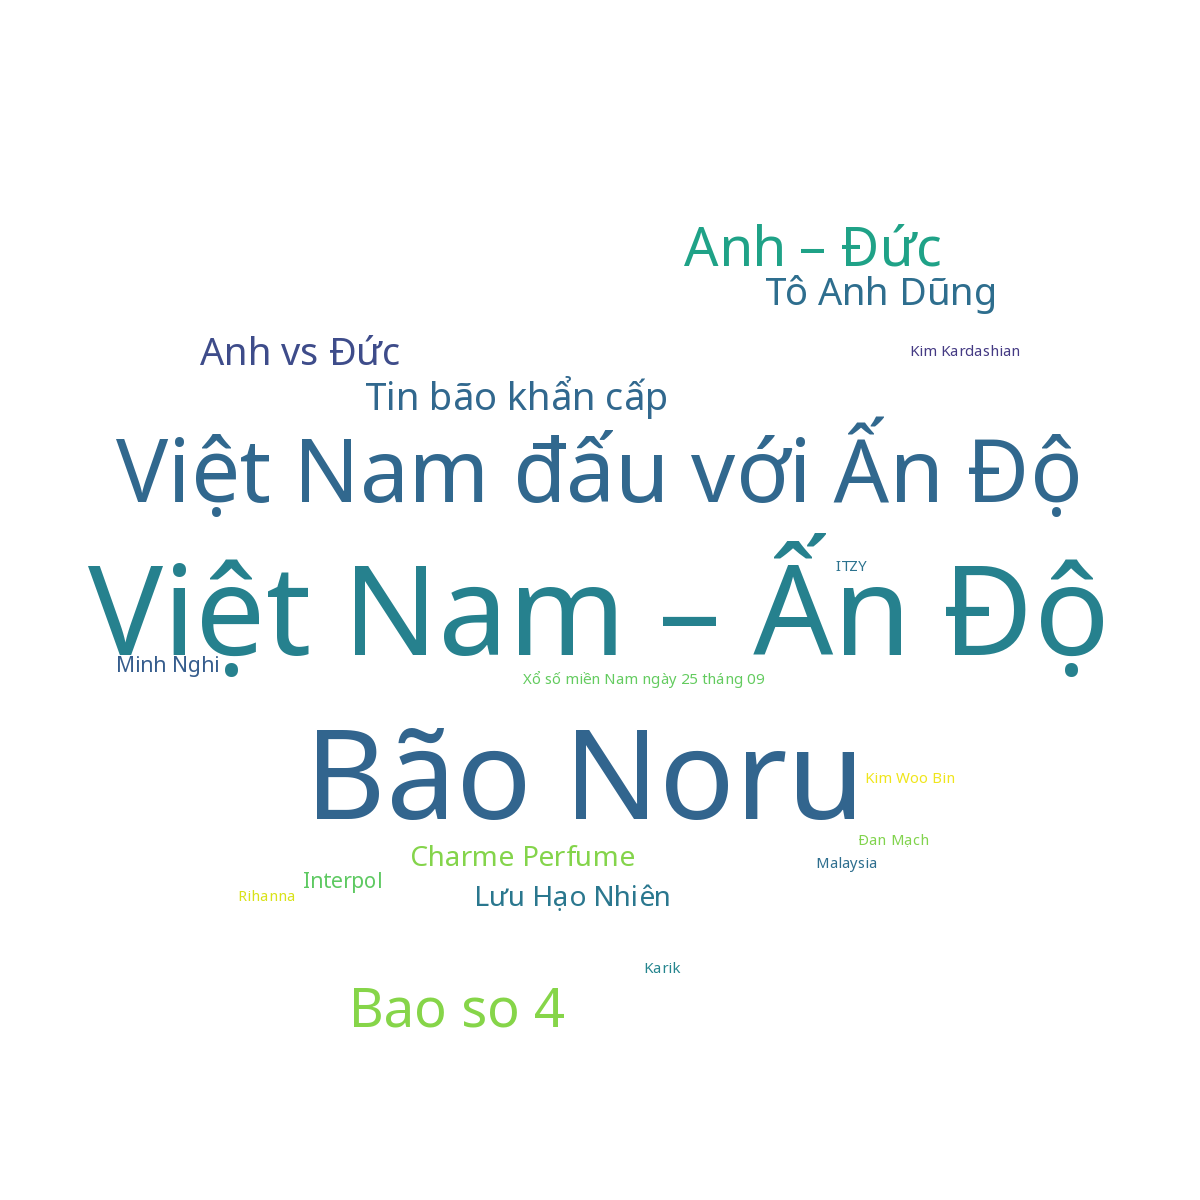 Anh – Đức
Tô Anh Dũng
Anh vs Đức
Kim Kardashian
Tin bão khẩn cấp
Việt Nam đấu với Ấn Độ
Việt Nam – Ấn Độ
ITZY
Minh Nghi
Xổ số miền Nam ngày 25 tháng 09
Bão Noru
Kim Woo Bin
Đan Mạch
Charme Perfume
Malaysia
Interpol
Rihanna
Lưu Hạo Nhiên
Karik
Bao so 4